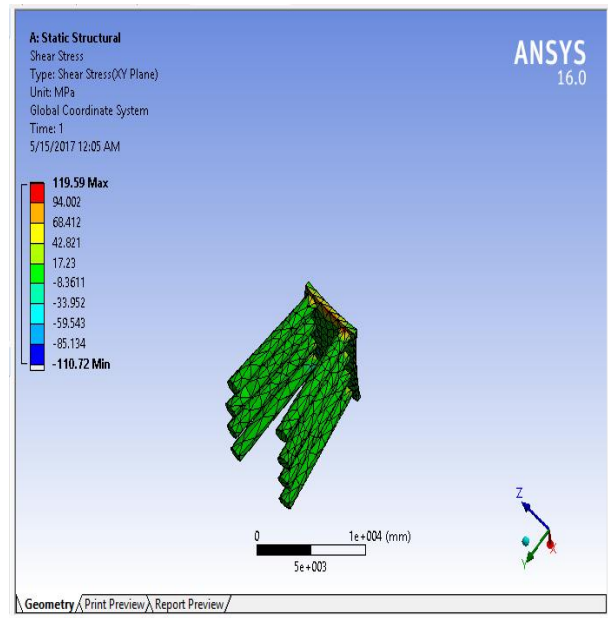 A: Static Structural
Shear Stress
Type: Shear Stress(XY Plane)
Unit: MPa
Global Coordinate System
Time: 1
5/15/2017 12:05 AM
ANSYS
16.0
119.59 Max
94.002
68.412
42.821
17.23
-8.3611
-33.952
-59.543
-85.134
-110.72 Min
0 1e+004 (mm)
5e+003
Z
X
Y
Geometry Print Preview Report Preview